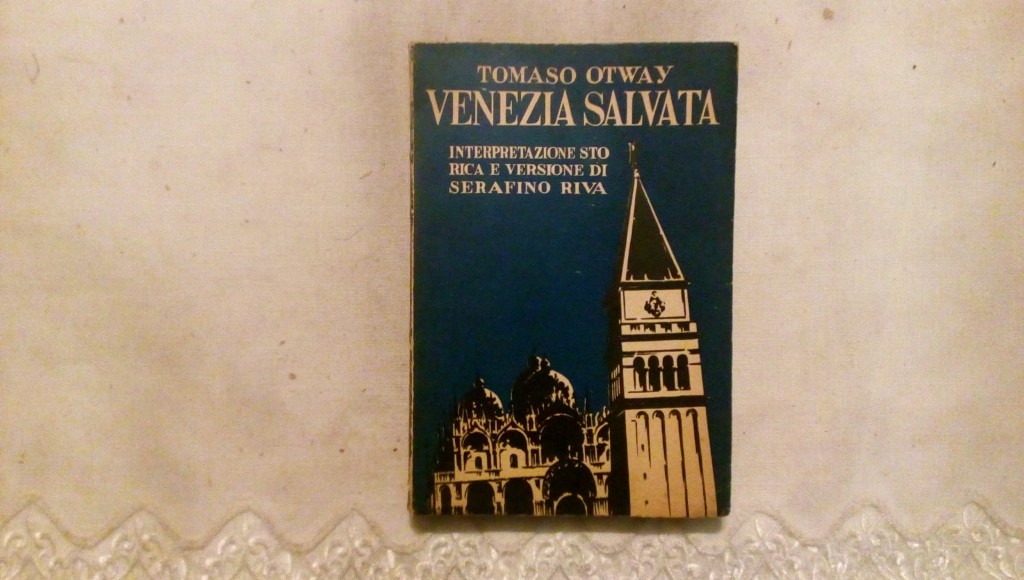 TOMASO OTWAY
VENEZIA SALVATA
INTERPRETAZIONE STO
RICA E VERSIONE DI
SERAFINO RIVA